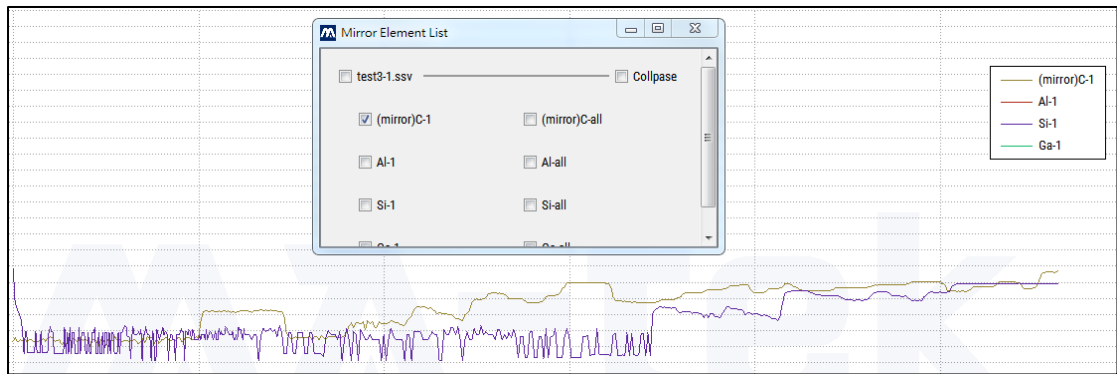 Mirror Element List
test3-1.ssv Collpase
(mirror)C-1 (mirror)C-all
Al-1 Al-all
Si-1 Si-all
(mirror)C-1
Al-1
Si-1
Ga-1